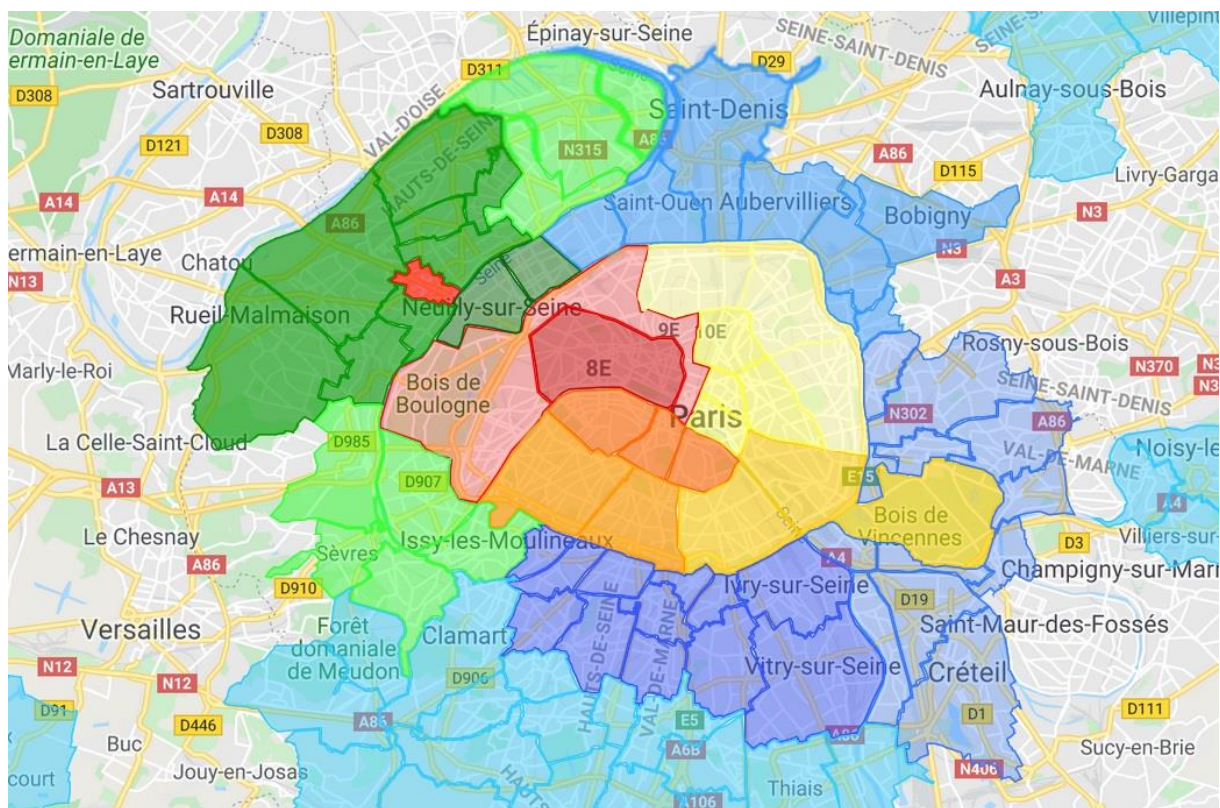 Domaniale de
ermain-en-Laye
Épinay-sur-Seine
D29
SEINE-SAINT-DENIS
Villepint
D311
Seine
Aulnay-sous-Bois
D308
Sartrouville
VAL-D'OISE
Saint-Denis
D308
D121
HAUTS-DE-SEINE
N315
A86
A86
D115
Livry-Garga
A14
A14
A86
Saint-Ouen
Aubervilliers
Bobigny
N3
N3
ermain-en-Laye
Chatou
Seine
A3
N13
Rueil-Malmaison
Neuilly-sur-Seine
9E
10E
Rosny-sous-Bois
Marly-le-Roi
8E
Bois de
Boulogne
Paris
SEINE-SAINT-DENIS
N370
La Celle-Saint-Cloud
D985
N302
A86
VAL-DE-MARNE
Noisy-le
A13
D907
E15
A4
Le Chesnay
Issy-les-Moulineaux
Bois de
Vincennes
Villiers-sur-
A86
Sèvres
Seine
A4
D3
D910
Ivry-sur-Seine
Champigny-sur-Marn
Versailles
Forêt
domaniale
de Meudon
Clamart
HAUTS-DE-SEINE
VAL-DE-MARNE
D19
Saint-Maur-des-Fossés
N12
N12
D906
Vitry-sur-Seine
Créteil
D91
D446
A86
E5
D1
D111
Buc
A6B
A86
Sucy-en-Brie
court
Jouy-en-Josas
Thiais
N406
A106